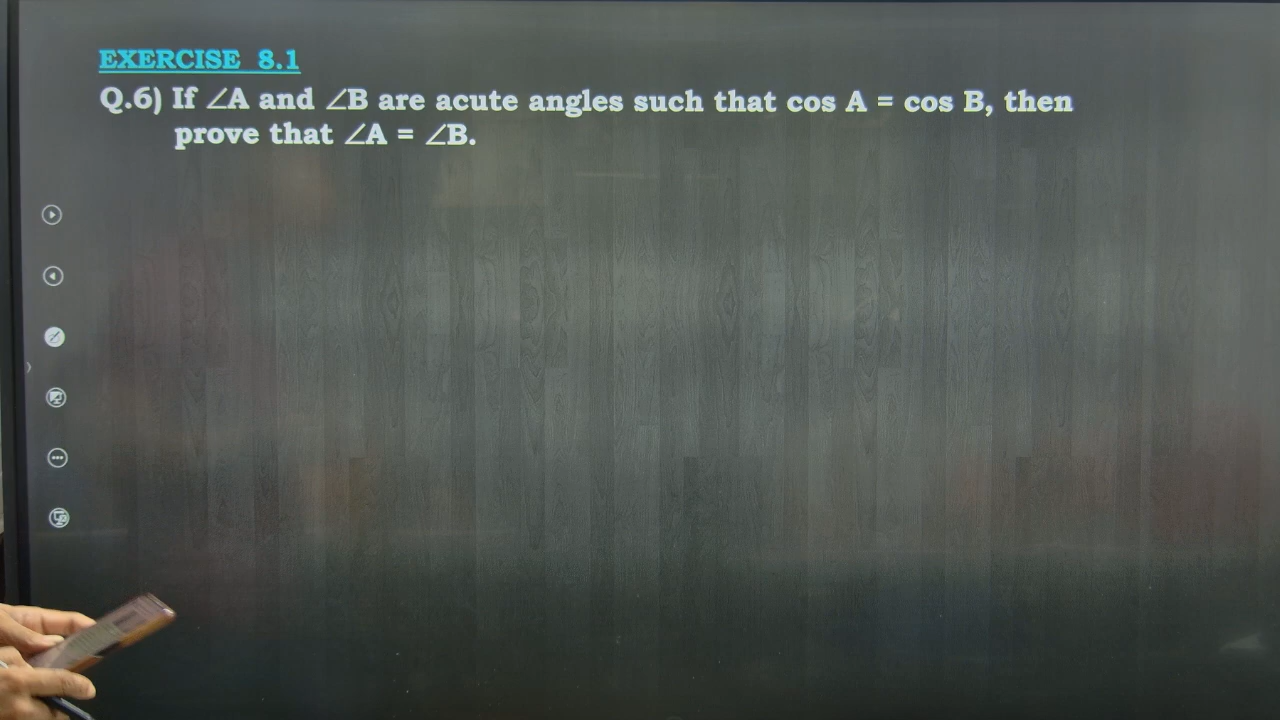 EXERCISE 8.1
Q.6) If ∠A and ∠B are acute angles such that cos A = cos B, then
prove that ∠A = ∠B.